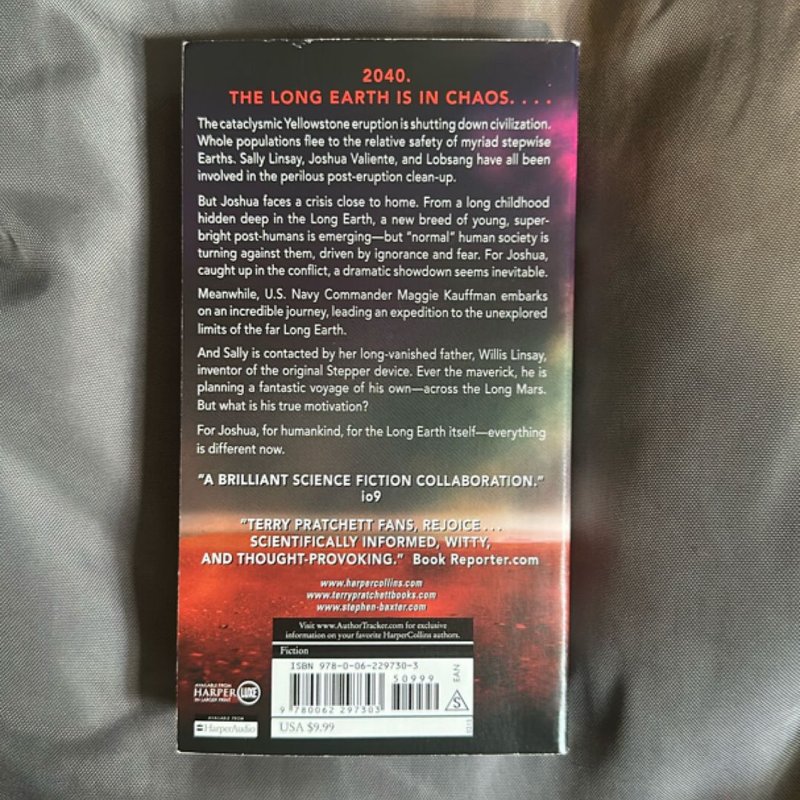 2040.
THE LONG EARTH IS IN CHAOS. . . .
The cataclysmic Yellowstone eruption is shutting down civilization.
Whole populations flee to the relative safety of myriad stepwise
Earths. Sally Linsay, Joshua Valiente, and Lobsang have all been
involved in the perilous post-eruption clean-up.
But Joshua faces a crisis close to home. From a long childhood
hidden deep in the Long Earth, a new breed of young, super-
bright post-humans is emerging—but "normal" human society is
turning against them, driven by ignorance and fear. For Joshua,
caught up in the conflict, a dramatic showdown seems inevitable.
Meanwhile, U.S. Navy Commander Maggie Kauffman embarks
on an incredible journey, leading an expedition to the unexplored
limits of the far Long Earth.
And Sally is contacted by her long-vanished father, Willis Linsay,
inventor of the original Stepper device. Ever the maverick, he is
planning a fantastic voyage of his own—across the Long Mars.
But what is his true motivation?
For Joshua, for humankind, for the Long Earth itself—everything
is different now.
"A BRILLIANT SCIENCE FICTION COLLABORATION."
io9
"TERRY PRATCHETT FANS, REJOICE . . .
SCIENTIFICALLY INFORMED, WITTY,
AND THOUGHT-PROVOKING." Book Reporter.com
www.harpercollins.com
www.terrypratchettbooks.com
www.stephen-baxter.com
Visit www.AuthorTracker.com for exclusive
information on your favorite HarperCollins authors.
Fiction
ISBN 978-0-06-229730-3
50999
EAN
S
9 780062 297303
USA $9.99
AVAILABLE FROM
HARPER LUXE
IN LARGER PRINT
AVAILABLE FROM
HarperAudio